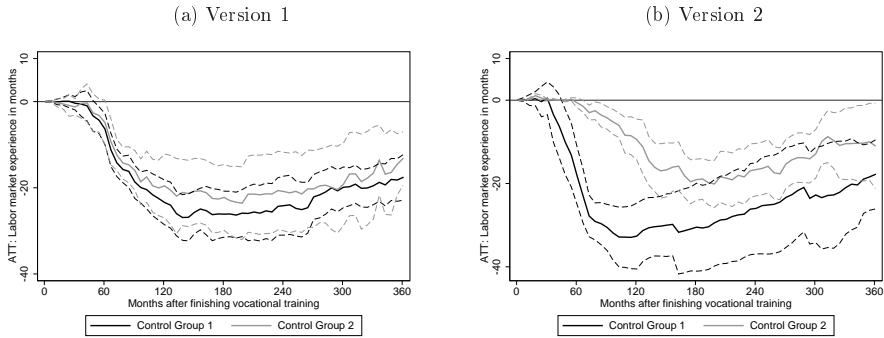 (a) Version 1
ATT: Labor market experience in months
10
0
-20
-40
0 60 120 180 240 300 360
Months after finishing vocational training
Control Group 1 Control Group 2
(b) Version 2
ATT: Labor market experience in months
10
0
-20
-40
0 60 120 180 240 300 360
Months after finishing vocational training
Control Group 1 Control Group 2